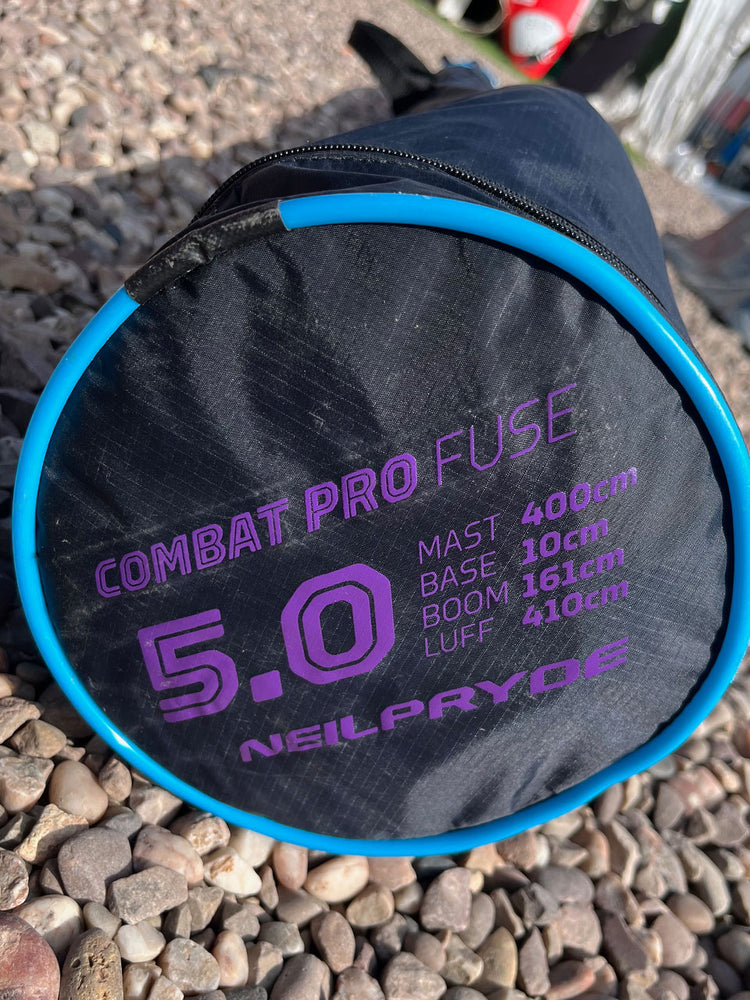 COMBAT PRO FUSE
5.0
MAST 400cm
BASE 10cm
BOOM 161cm
LUFF 410cm
NEILPRYDE